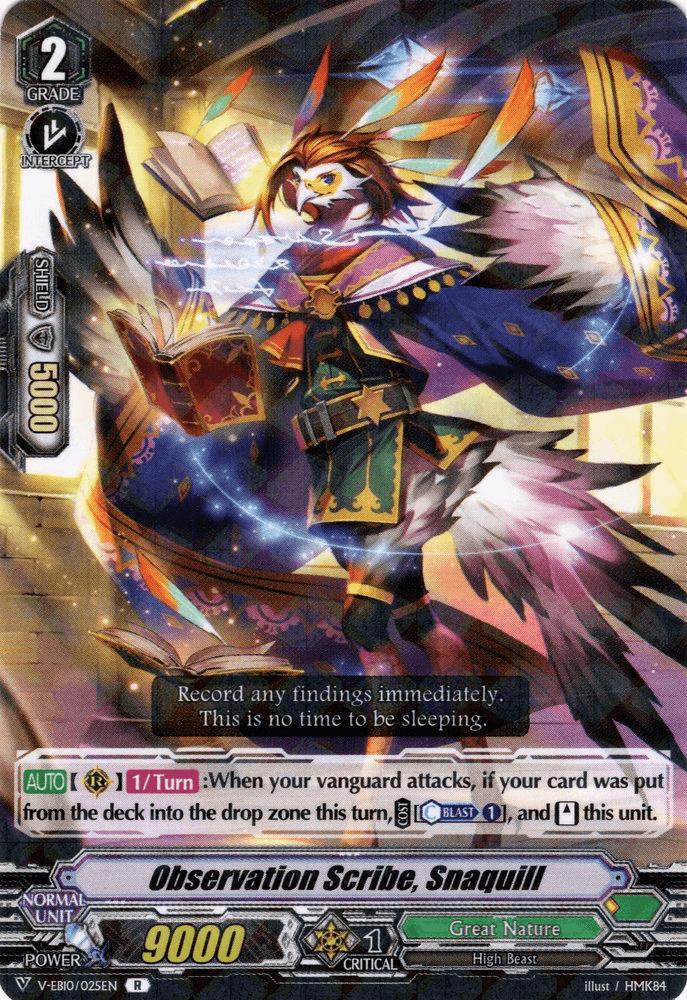 2
GRADE
INTERCEPT
SHIELD
5000
Record any findings immediately.
This is no time to be sleeping.
AUTO【R】1/Turn :When your vanguard attacks, if your card was put
from the deck into the drop zone this turn, COST [C BLAST 1], and this unit.
Observation Scribe, Snaquill
NORMAL
UNIT
POWER
9000
1
CRITICAL
Great Nature
High Beast
V-EB10/025EN R
illust / HMK84